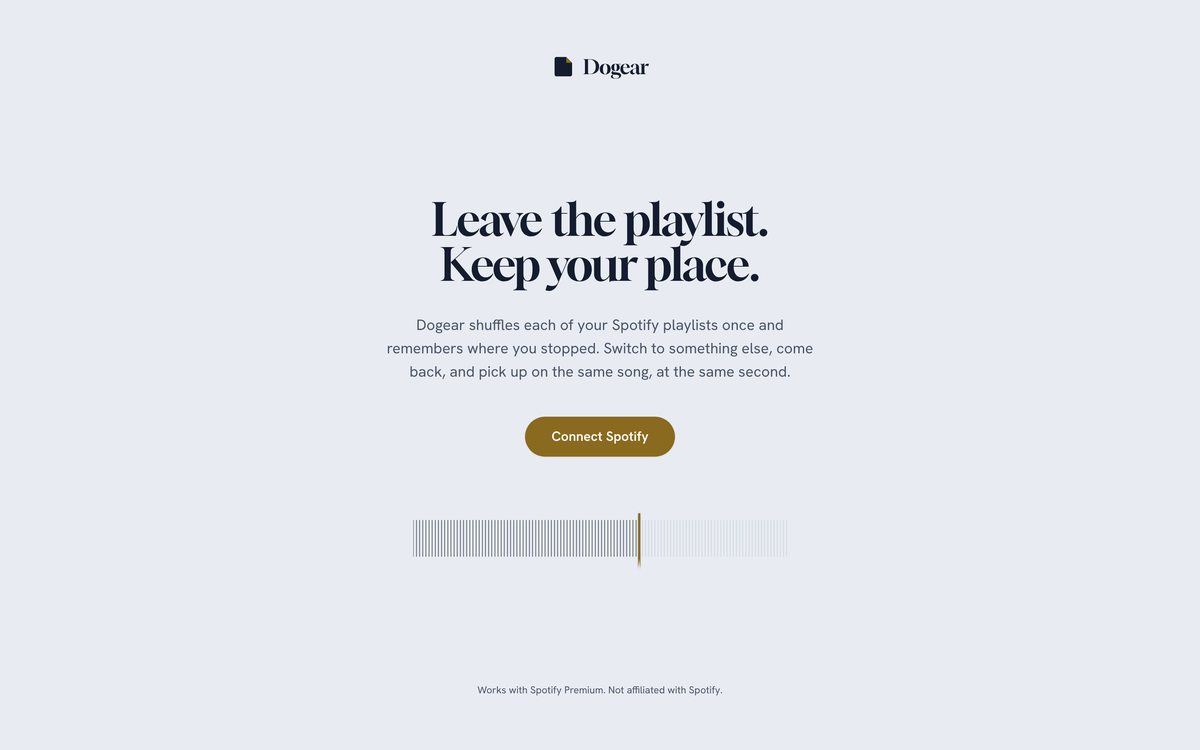 Dogear
Leave the playlist.
Keep your place.
Dogear shuffles each of your Spotify playlists once and
remembers where you stopped. Switch to something else, come
back, and pick up on the same song, at the same second.
Connect Spotify
Works with Spotify Premium. Not affiliated with Spotify.